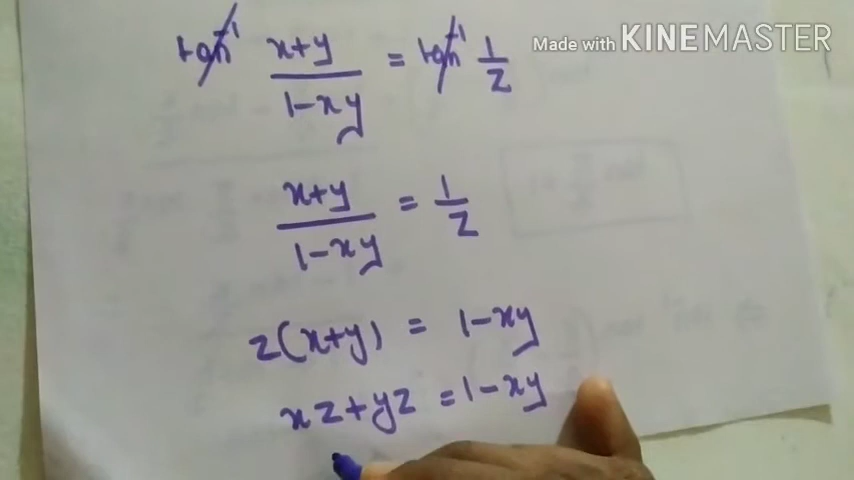 tan⁻¹ x+y / 1-xy = tan⁻¹ 1/z
Made with KINEMASTER
x+y / 1-xy = 1/z
z(x+y) = 1-xy
xz+yz = 1-xy